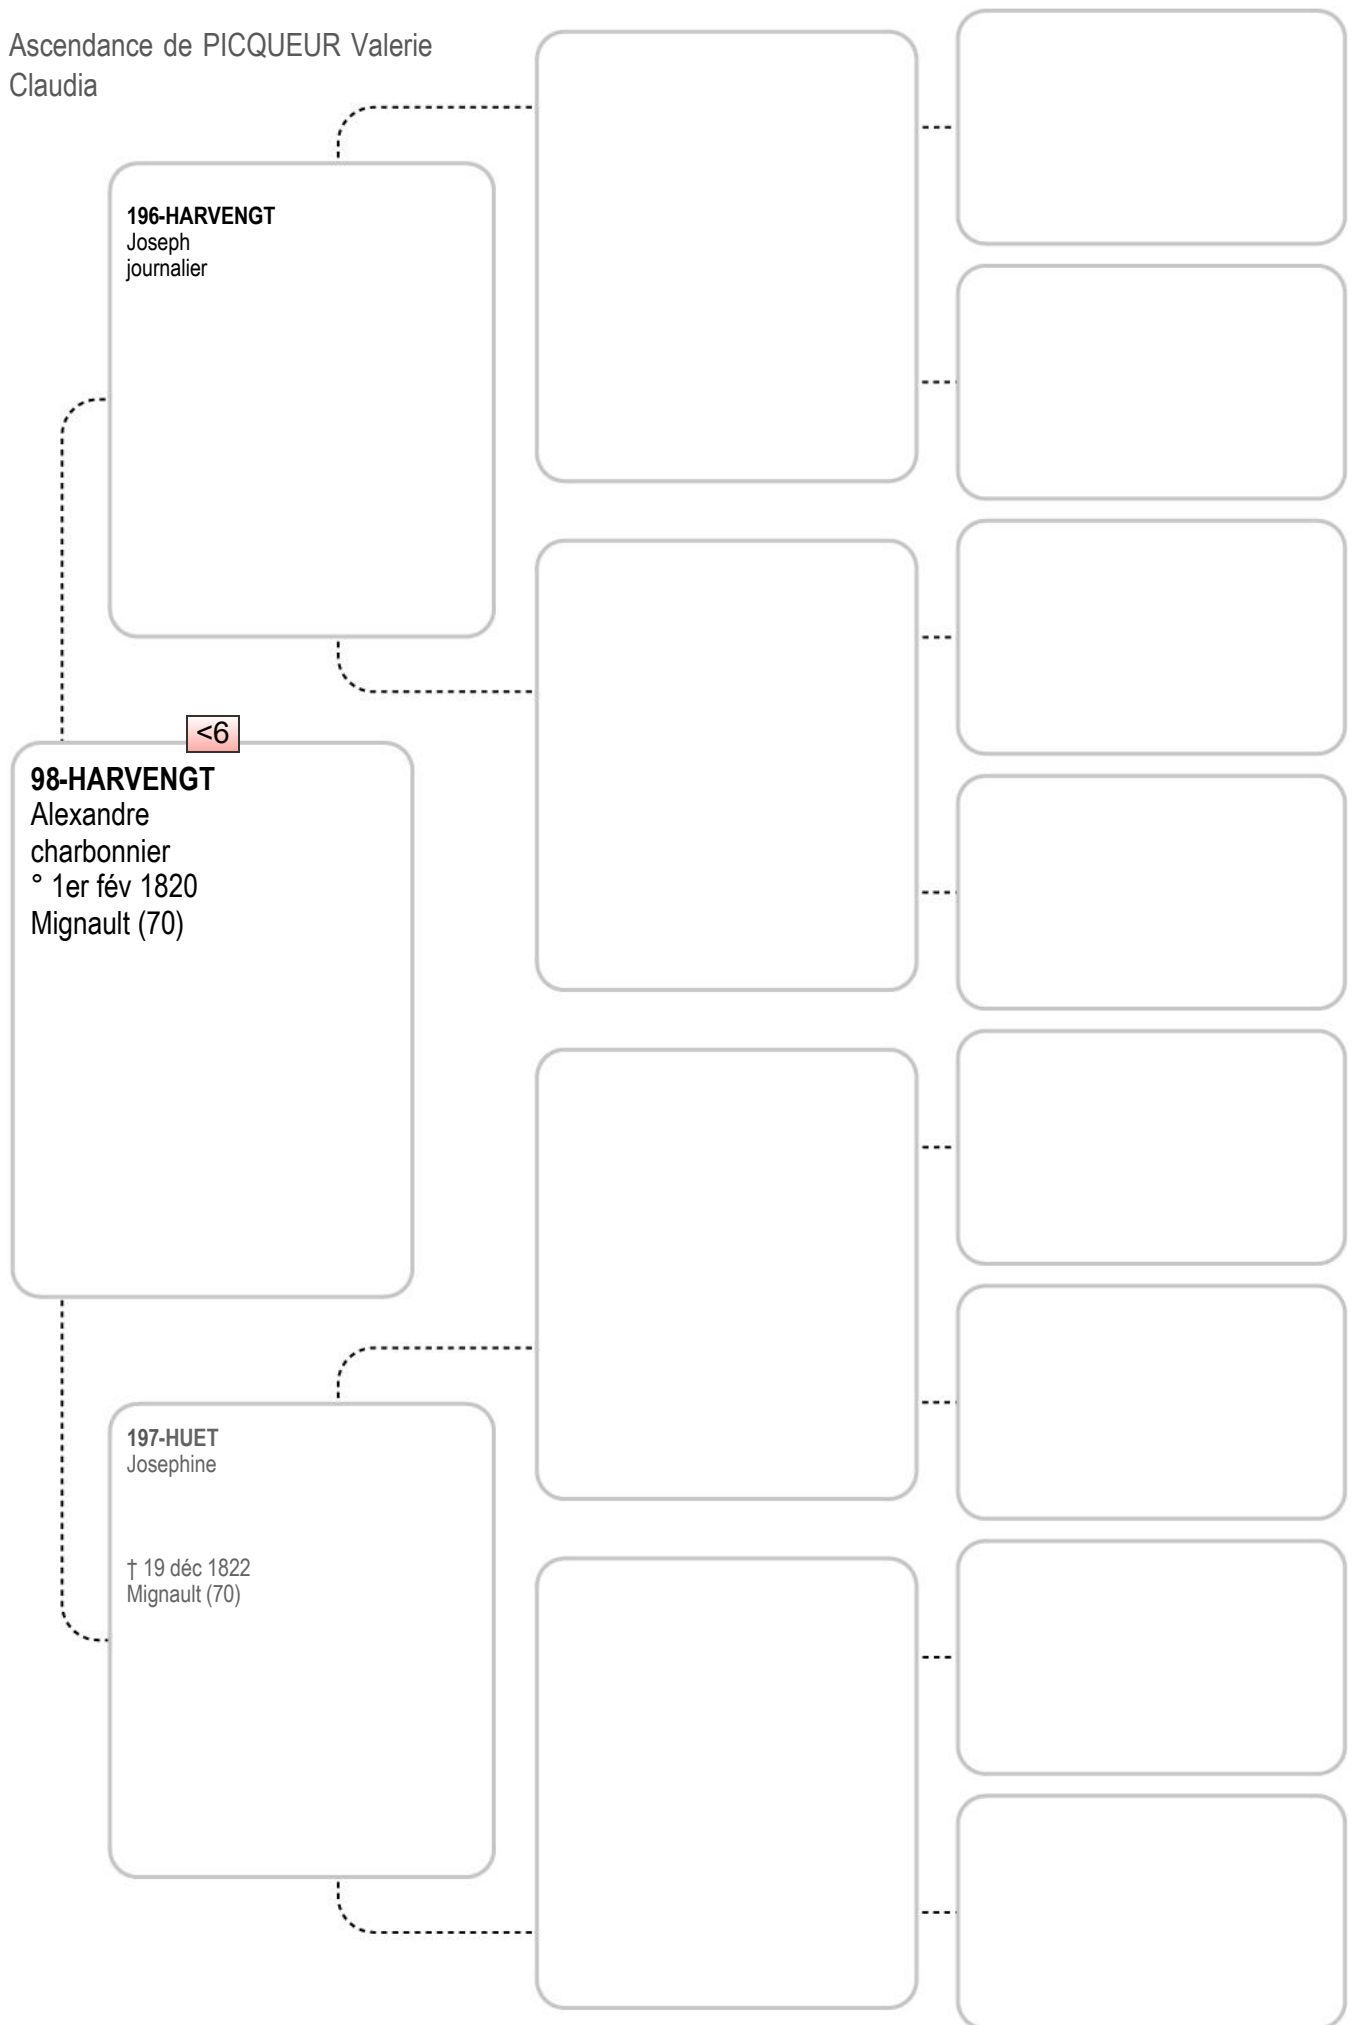 Ascendance de PICQUEUR Valerie
Claudia
196-HARVENGT
Joseph
journalier
<6
98-HARVENGT
Alexandre
charbonnier
° 1er fév 1820
Mignault (70)
197-HUET
Josephine
† 19 déc 1822
Mignault (70)